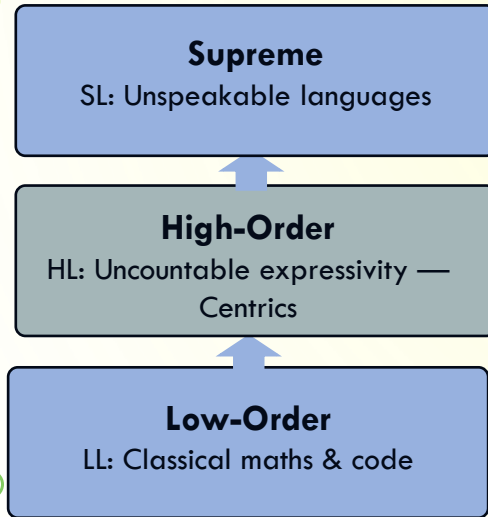 Supreme
SL: Unspeakable languages
High-Order
HL: Uncountable expressivity —
Centrics
Low-Order
LL: Classical maths & code